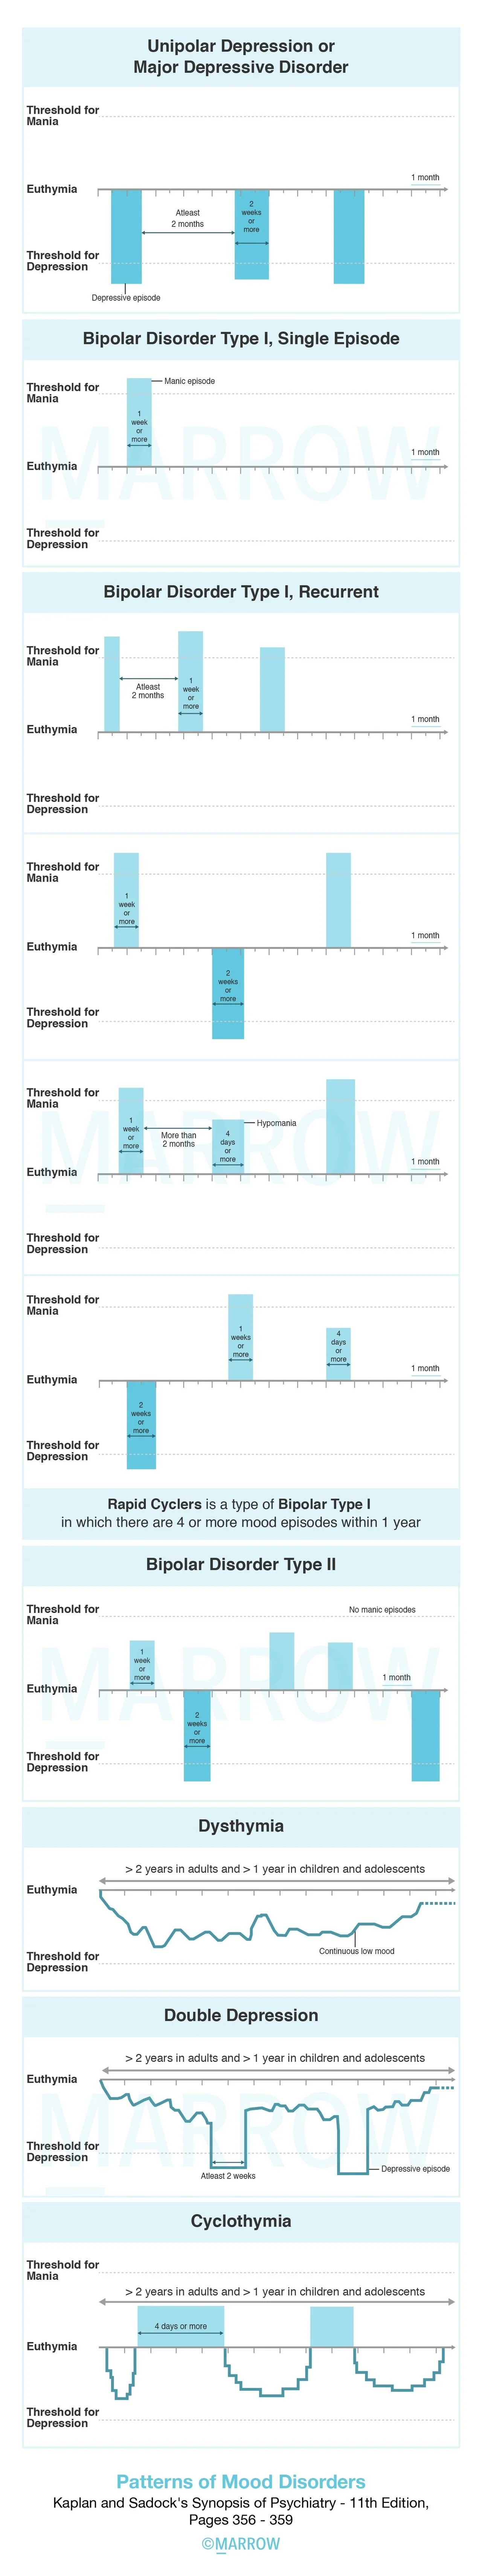 Unipolar Depression or
Major Depressive Disorder
Threshold for
Mania
1 month
Euthymia
Atleast
2 months
2
weeks
or
more
Threshold for
Depression
Depressive episode
Bipolar Disorder Type I, Single Episode
Threshold for
Mania
Manic episode
1
week
or
more
1 month
Euthymia
MARROW
Threshold for
Depression
Bipolar Disorder Type I, Recurrent
Threshold for
Mania
Atleast
2 months
1
week
or
more
1 month
Euthymia
Threshold for
Depression
Threshold for
Mania
1
week
or
more
1 month
Euthymia
2
weeks
or
more
Threshold for
Depression
Threshold for
Mania
1
week
or
more
More than
2 months
4
days
or
more
Hypomania
1 month
Euthymia
MARROW
Threshold for
Depression
Threshold for
Mania
1
weeks
or
more
4
days
or
more
1 month
Euthymia
2
weeks
or
more
Threshold for
Depression
Rapid Cyclers is a type of Bipolar Type I
in which there are 4 or more mood episodes within 1 year
Bipolar Disorder Type II
Threshold for
Mania
No manic episodes
1
week
or
more
1 month
Euthymia
MARROW
2
weeks
or
more
Threshold for
Depression
Dysthymia
> 2 years in adults and > 1 year in children and adolescents
Euthymia
Continuous low mood
Threshold for
Depression
Double Depression
> 2 years in adults and > 1 year in children and adolescents
Euthymia
MARROW
Threshold for
Depression
Atleast 2 weeks
Depressive episode
Cyclothymia
Threshold for
Mania
> 2 years in adults and > 1 year in children and adolescents
4 days or more
Euthymia
Threshold for
Depression
Patterns of Mood Disorders
Kaplan and Sadock's Synopsis of Psychiatry - 11th Edition,
Pages 356 - 359
©MARROW